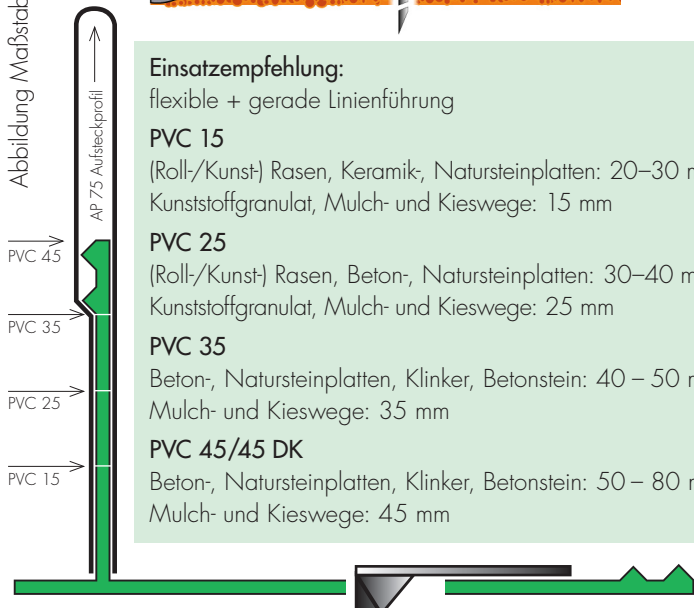 Abbildung Maßstab
AP 75 Aufsteckprofil
PVC 45
PVC 35
PVC 25
PVC 15
Einsatzempfehlung:
flexible + gerade Linienführung
PVC 15
(Roll-/Kunst-) Rasen, Keramik-, Natursteinplatten: 20–30
Kunststoffgranulat, Mulch- und Kieswege: 15 mm
PVC 25
(Roll-/Kunst-) Rasen, Beton-, Natursteinplatten: 30–40
Kunststoffgranulat, Mulch- und Kieswege: 25 mm
PVC 35
Beton-, Natursteinplatten, Klinker, Betonstein: 40 – 50
Mulch- und Kieswege: 35 mm
PVC 45/45 DK
Beton-, Natursteinplatten, Klinker, Betonstein: 50 – 80
Mulch- und Kieswege: 45 mm